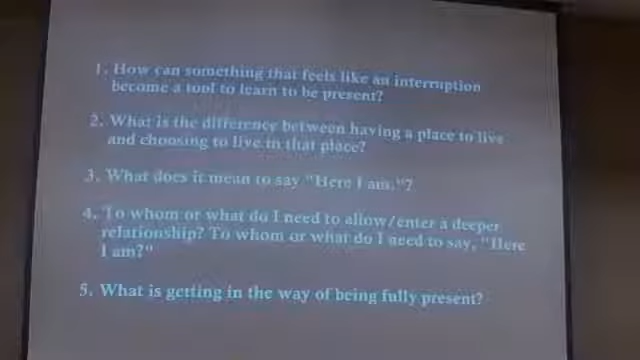 1. How can something that feels like an interruption
become a tool to learn to be present?
2. What is the difference between having a place to live
and choosing to live in that place?
3. What does it mean to say "Here I am."?
4. To whom or what do I need to allow/enter a deeper
relationship? To whom or what do I need to say, "Here
I am?"
5. What is getting in the way of being fully present?